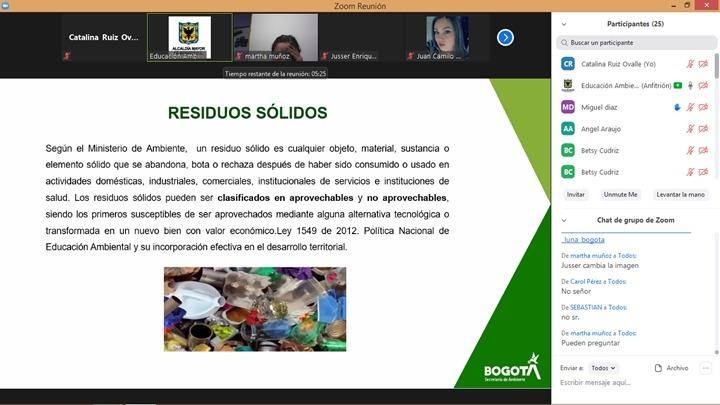 Zoom Reunión
Catalina Ruiz Ov...
ALCALDÍA MAYOR
Educación Ambi...
martha muñoz
Jusser Enriqu...
Juan Camilo ...
Tiempo restante de la reunión: 05:25
RESIDUOS SÓLIDOS
Según el Ministerio de Ambiente, un residuo sólido es cualquier objeto, material, sustancia o
elemento sólido que se abandona, bota o rechaza después de haber sido consumido o usado en
actividades domésticas, industriales, comerciales, institucionales de servicios e instituciones de
salud. Los residuos sólidos pueden ser clasificados en aprovechables y no aprovechables,
siendo los primeros susceptibles de ser aprovechados mediante alguna alternativa tecnológica o
transformada en un nuevo bien con valor económico.Ley 1549 de 2012. Política Nacional de
Educación Ambiental y su incorporación efectiva en el desarrollo territorial.
BOGOTÁ
Secretaría de Ambiente
Participantes (25)
Buscar un participante
CR Catalina Ruiz Ovalle (Yo)
Educación Ambie... (Anfitrión)
MD Miguel diaz
AA Angel Araujo
BC Betsy Cudriz
BC Betsy Cudriz
Invitar Unmute Me Levantar la mano
Chat de grupo de Zoom
_luna_bogota
De martha muñoz a Todos:
Jusser cambia la imagen
De Carol Pérez a Todos:
No señor
De SEBASTIAN a Todos:
no sr.
De martha muñoz a Todos:
Pueden preguntar
Enviar a: Todos Archivo ...
Escribir mensaje aquí...